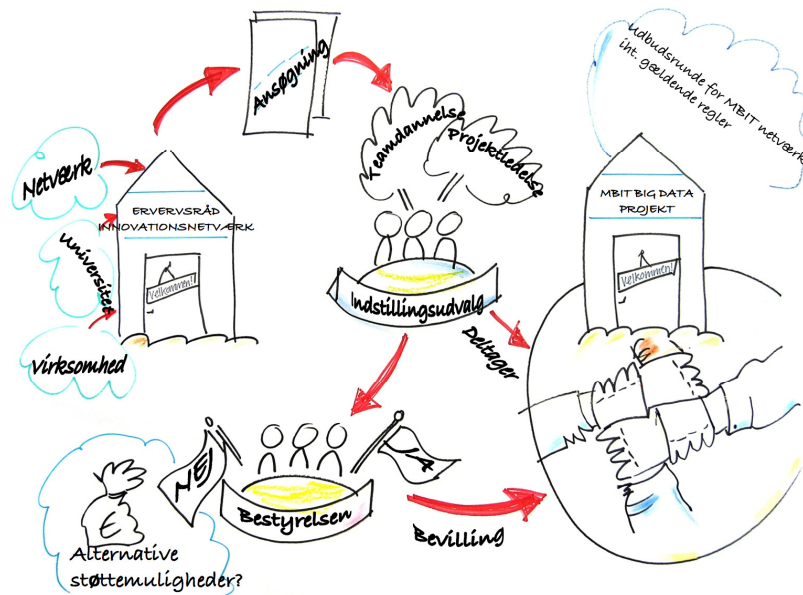 Ansøgning
udbudsrunde for MBIT netværk
iht. gældende regler
Teamdannelse
Projektledelse
Netværk
ERVERVSRÅD
INNOVATIONSNETVÆRK
Universitet
Velkommen!
Virksomhed
Indstillingsudvalg
Deltager
MBIT BIG DATA
PROJEKT
Velkommen!
NEJ
JA
Bestyrelsen
Bevilling
€
Alternative
støttemuligheder?